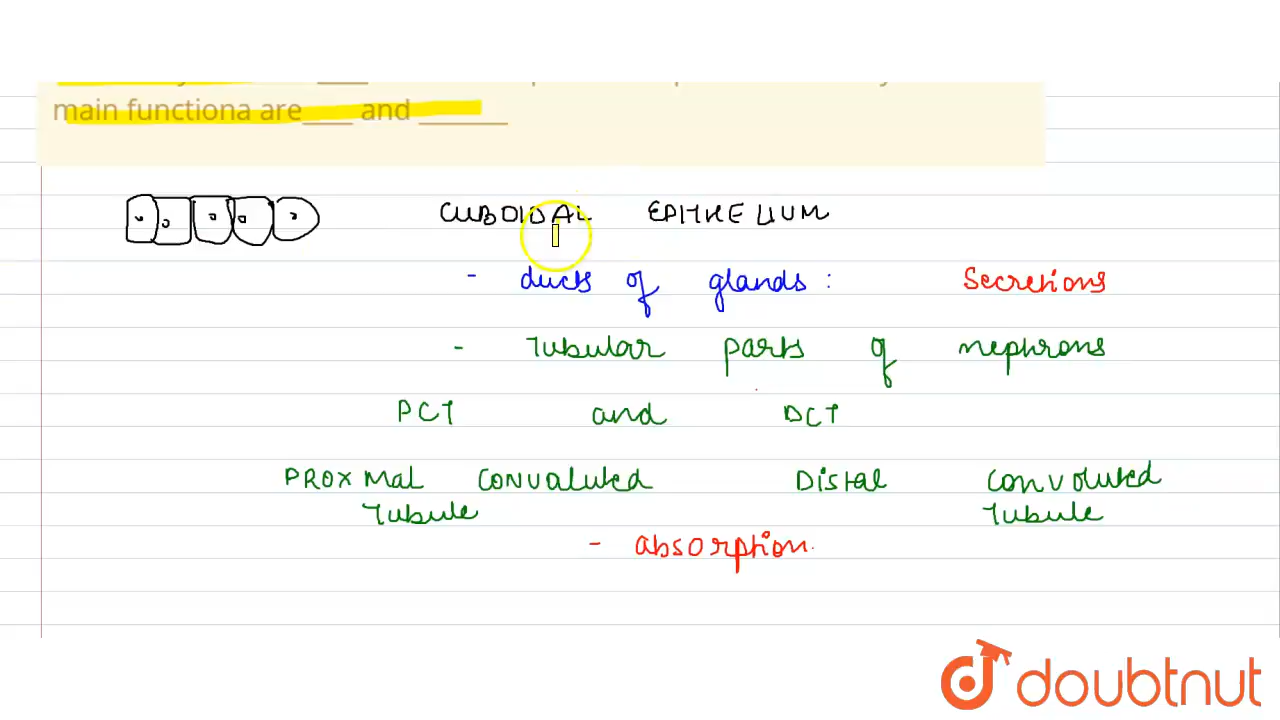 main functiona are____ and _______
CUBOIDAL EPITHELIUM
- ducts of glands : Secretions
- Tubular parts of nephrons
PCT and DCT
PROXMal CONVALUTED Distal Convoluted
Tubule Tubule
- absorption.
doubtnut